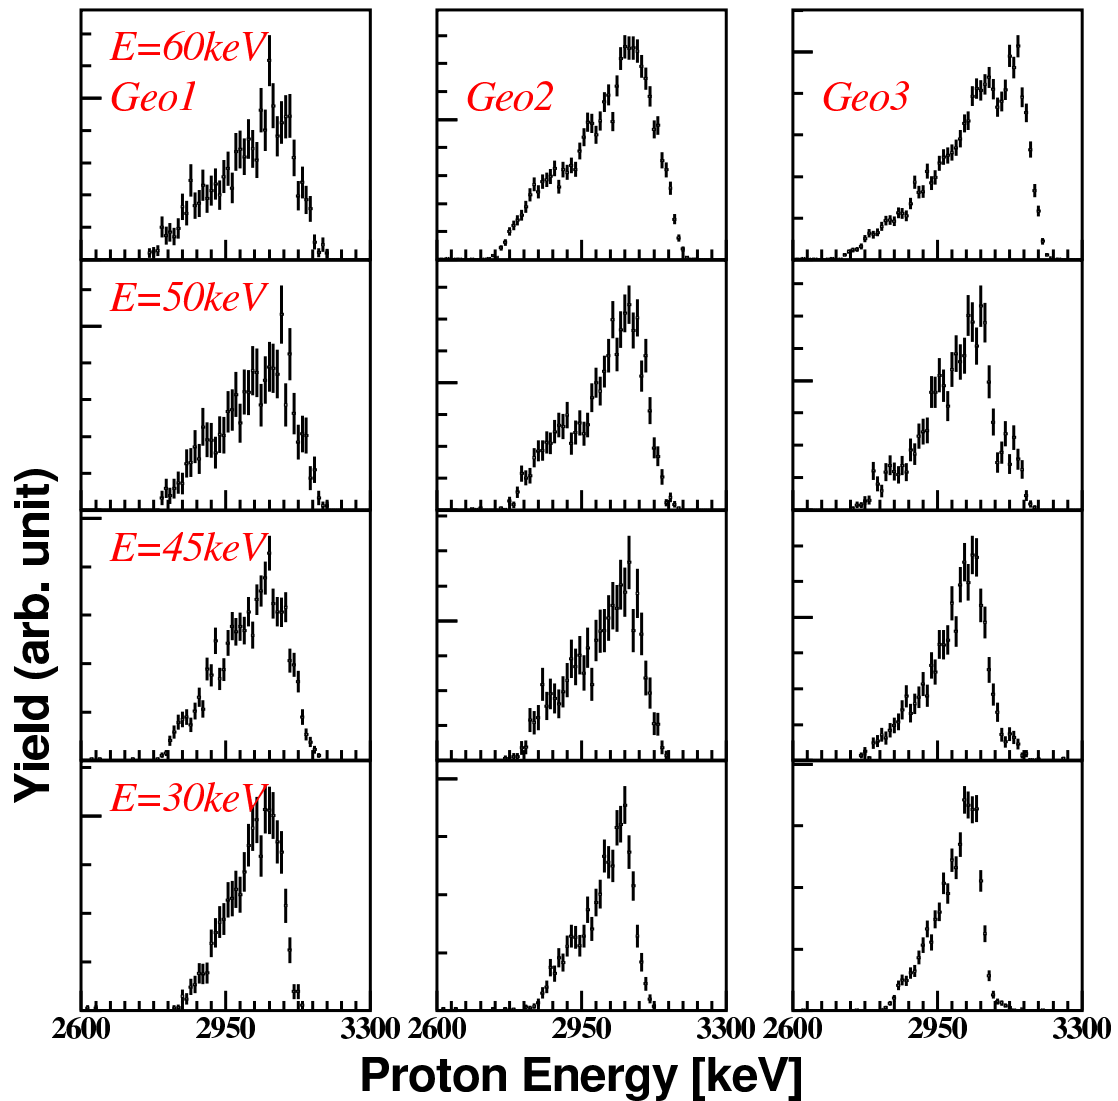 E=60keV
Geo1
Geo2
Geo3
E=50keV
E=45keV
E=30keV
Yield (arb. unit)
2600 2950 3300 2600 2950 3300 2600 2950 3300
Proton Energy [keV]